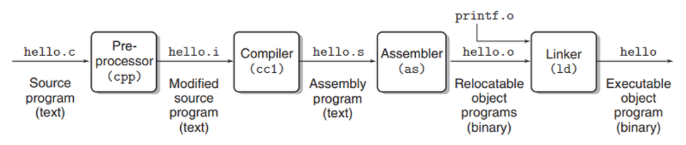 printf.o
hello.c
Pre-
processor
(cpp)
hello.i
Compiler
(cc1)
hello.s
Assembler
(as)
hello.o
Linker
(ld)
hello
Source
program
(text)
Modified
source
program
(text)
Assembly
program
(text)
Relocatable
object
programs
(binary)
Executable
object
program
(binary)